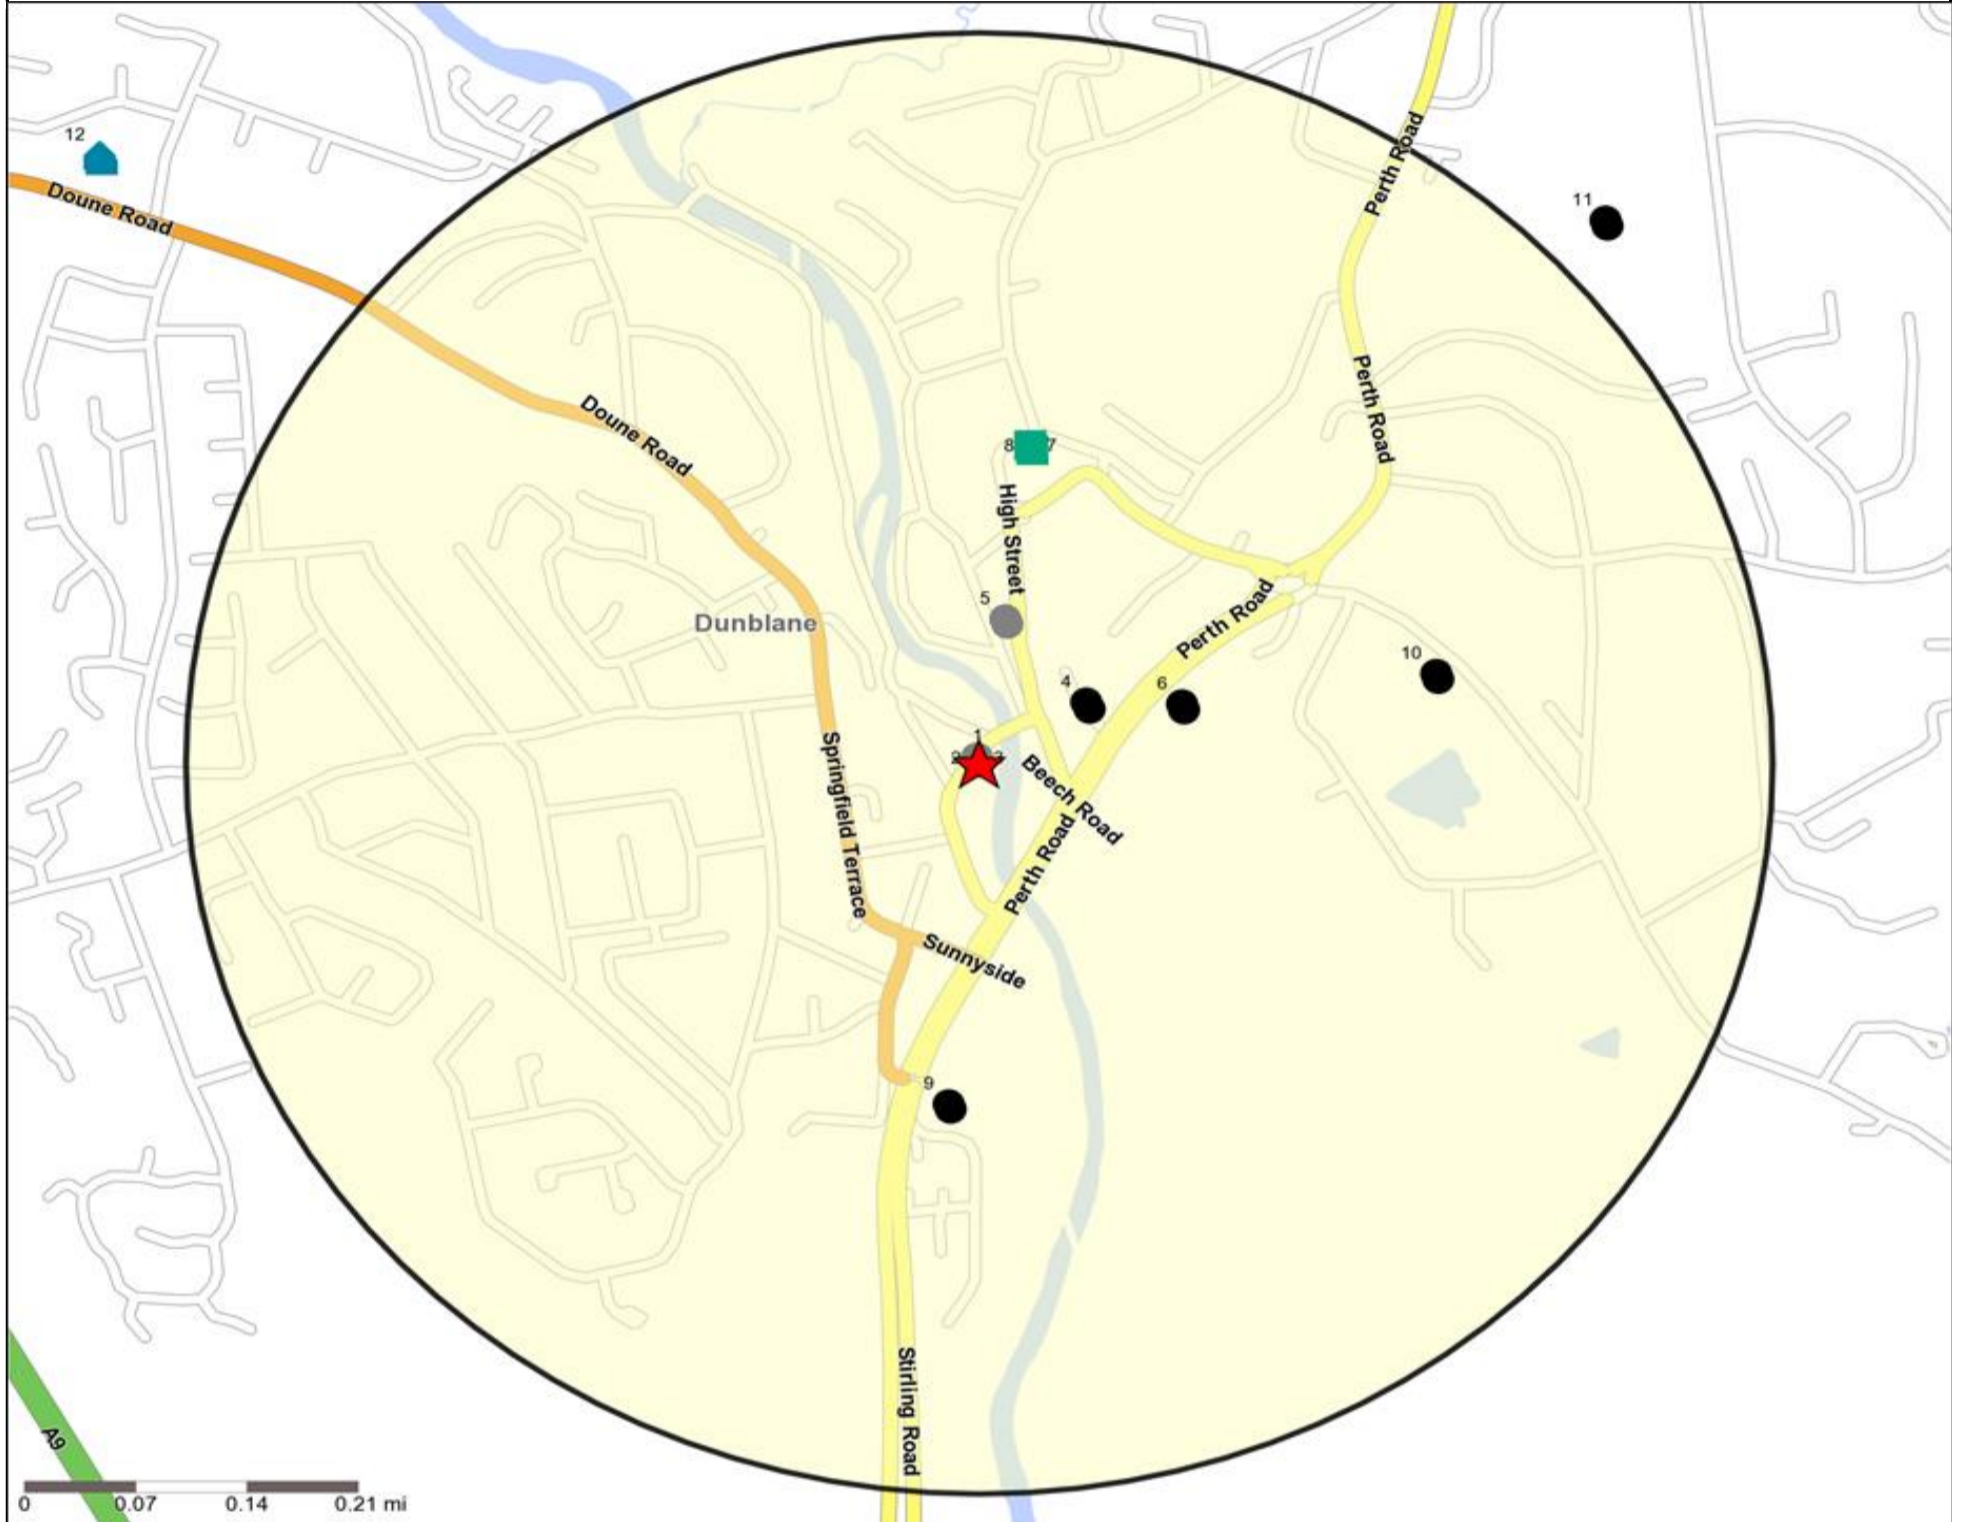 Perth Road
12
Doune Road
11
Perth Road
Doune Road
8
7
High Street
5
Dunblane
Perth Road
10
4
6
1
Springfield Terrace
Beech Road
Perth Road
Sunnyside
9
Stirling Road
A9
0 0.07 0.14 0.21 mi